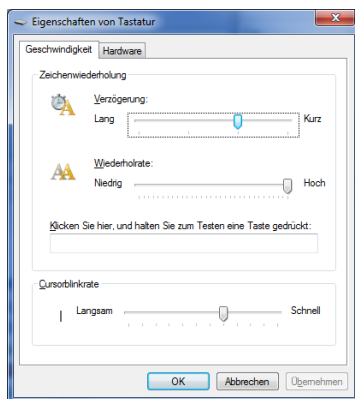 Eigenschaften von Tastatur
Geschwindigkeit Hardware
Zeichenwiederholung
Verzögerung:
Lang Kurz
Wiederholrate:
Niedrig Hoch
Klicken Sie hier, und halten Sie zum Testen eine Taste gedrückt:
Cursorblinkrate
Langsam Schnell
OK Abbrechen Übernehmen